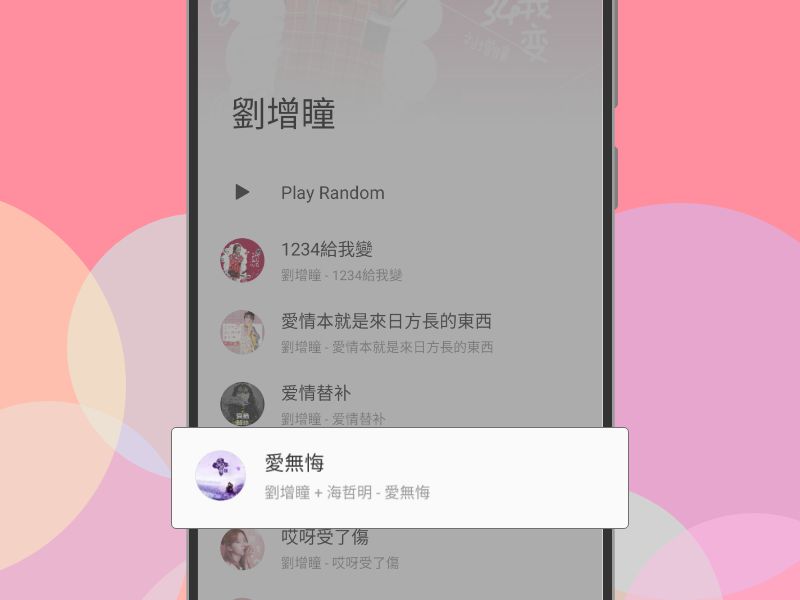 34我
变
劉增瞳
Play Random
1234給我變
劉增瞳 - 1234給我變
愛情本就是來日方長的東西
劉增瞳 - 愛情本就是來日方長的東西
爱情替补
劉增瞳 - 爱情替补
愛無悔
劉增瞳 + 海哲明 - 愛無悔
哎呀受了傷
劉增瞳 - 哎呀受了傷